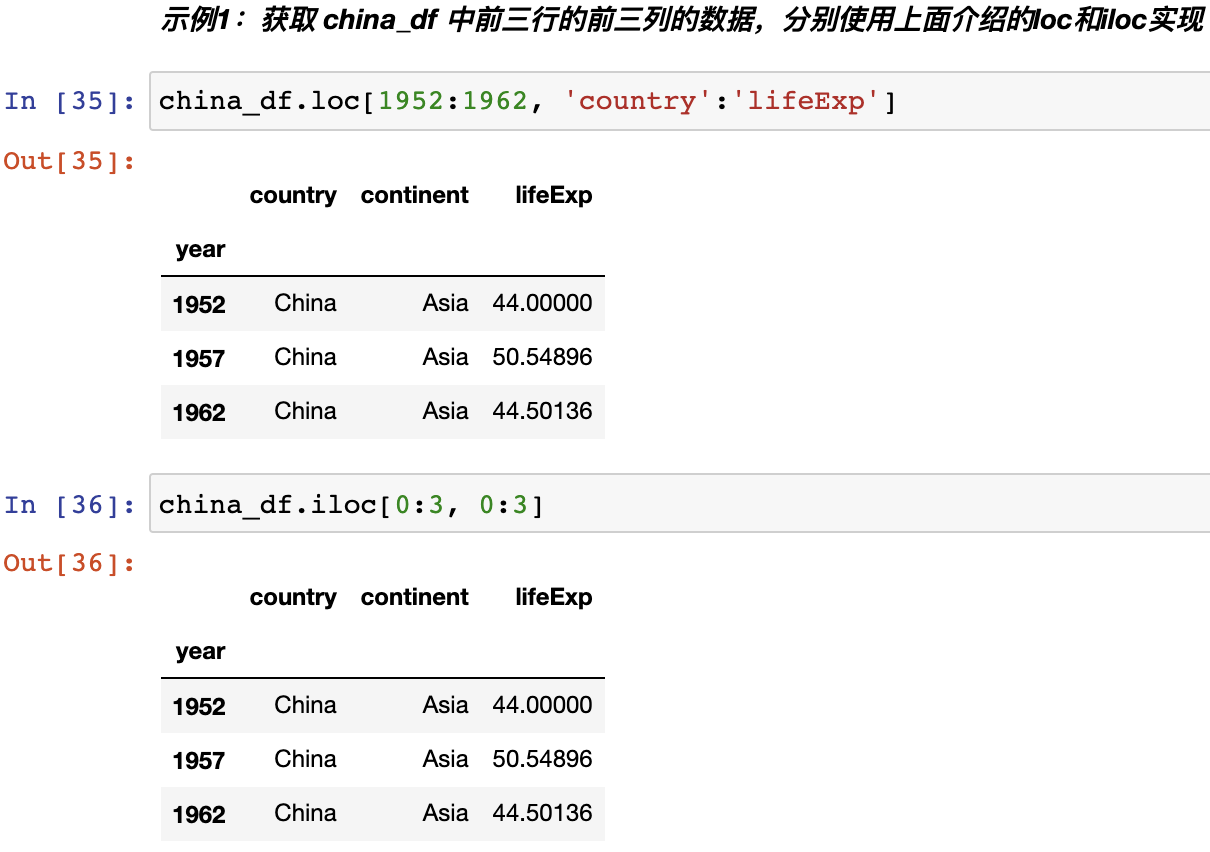 示例1：获取 china_df 中前三行的前三列的数据，分别使用上面介绍的loc和iloc实现
In [35]: china_df.loc[1952:1962, 'country':'lifeExp']
Out[35]:
country continent lifeExp
year
1952 China Asia 44.00000
1957 China Asia 50.54896
1962 China Asia 44.50136
In [36]: china_df.iloc[0:3, 0:3]
Out[36]:
country continent lifeExp
year
1952 China Asia 44.00000
1957 China Asia 50.54896
1962 China Asia 44.50136